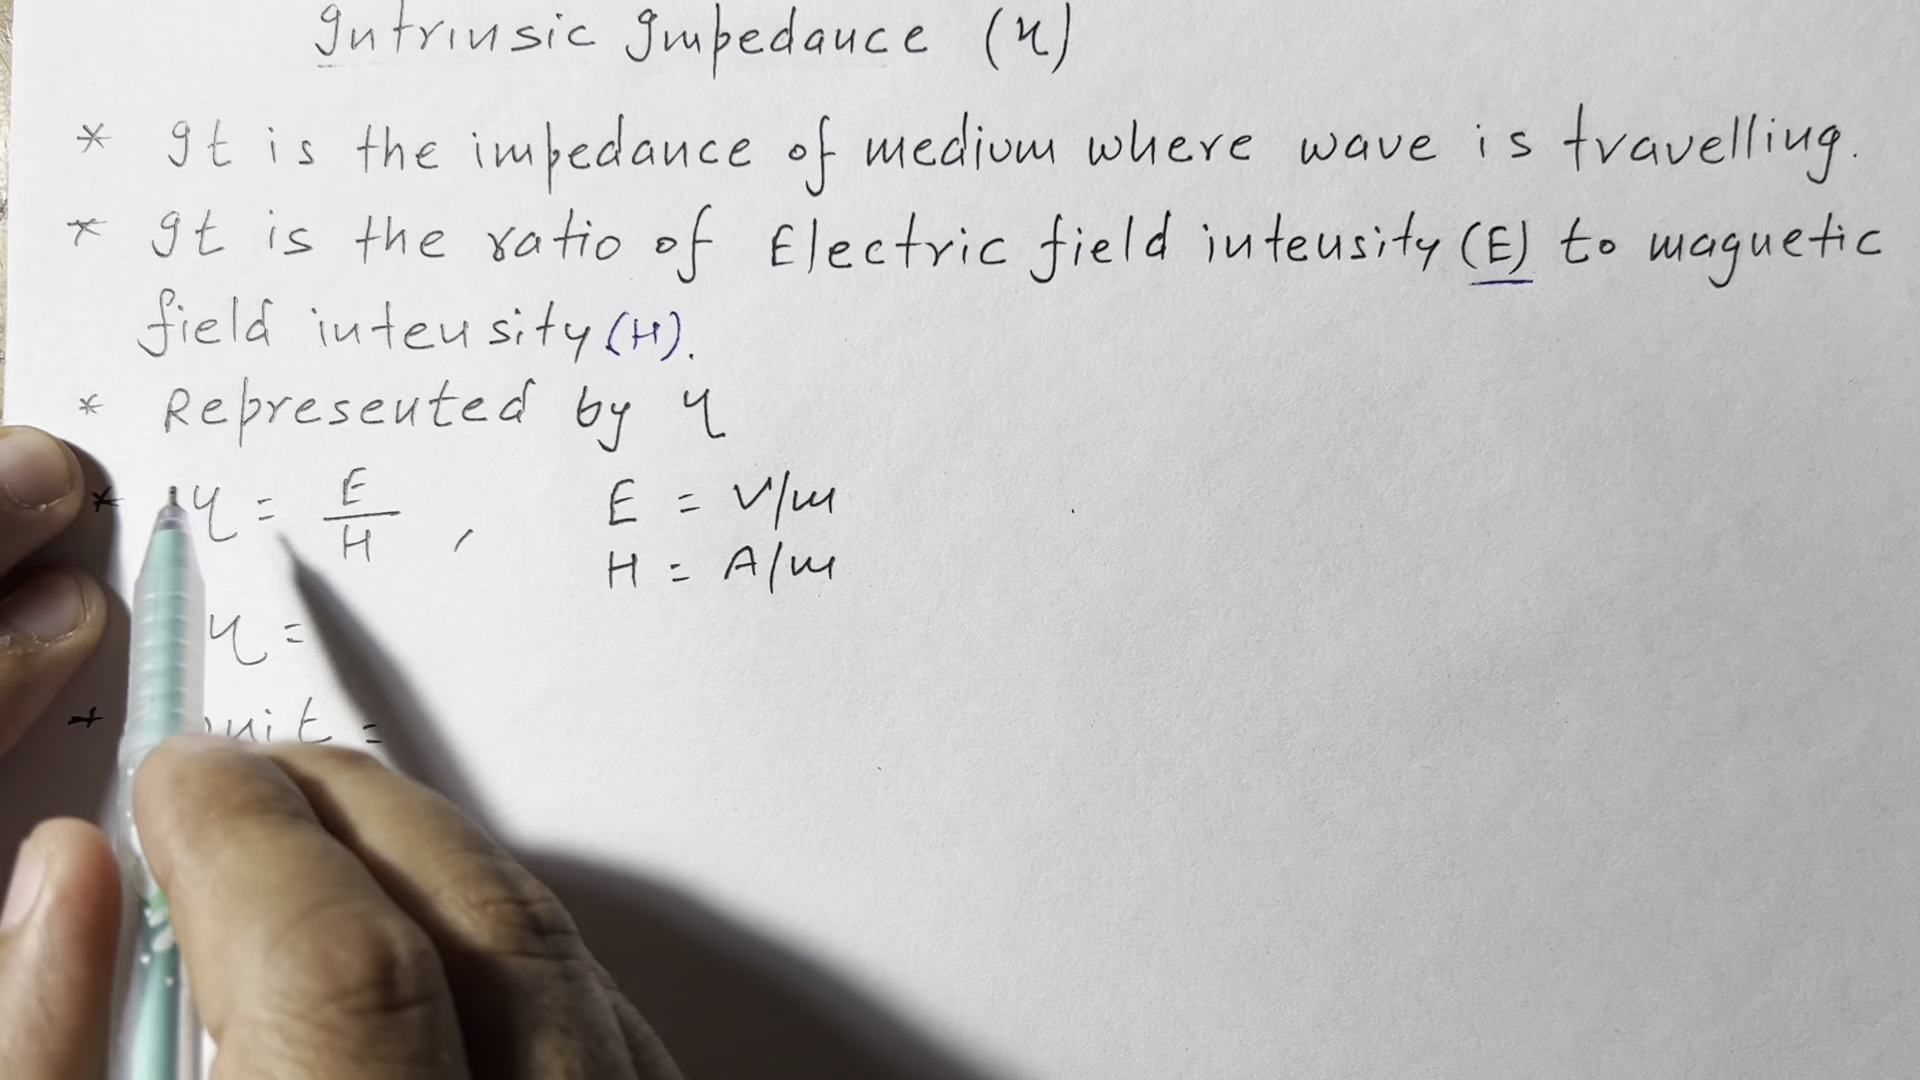 Intrinsic Impedance (η)
* It is the impedance of medium where wave is travelling.
* It is the ratio of Electric field intensity (E) to magnetic
field intensity (H).
* Represented by η
* η = E/H , E = V/m
H = A/m
η =
* unit =